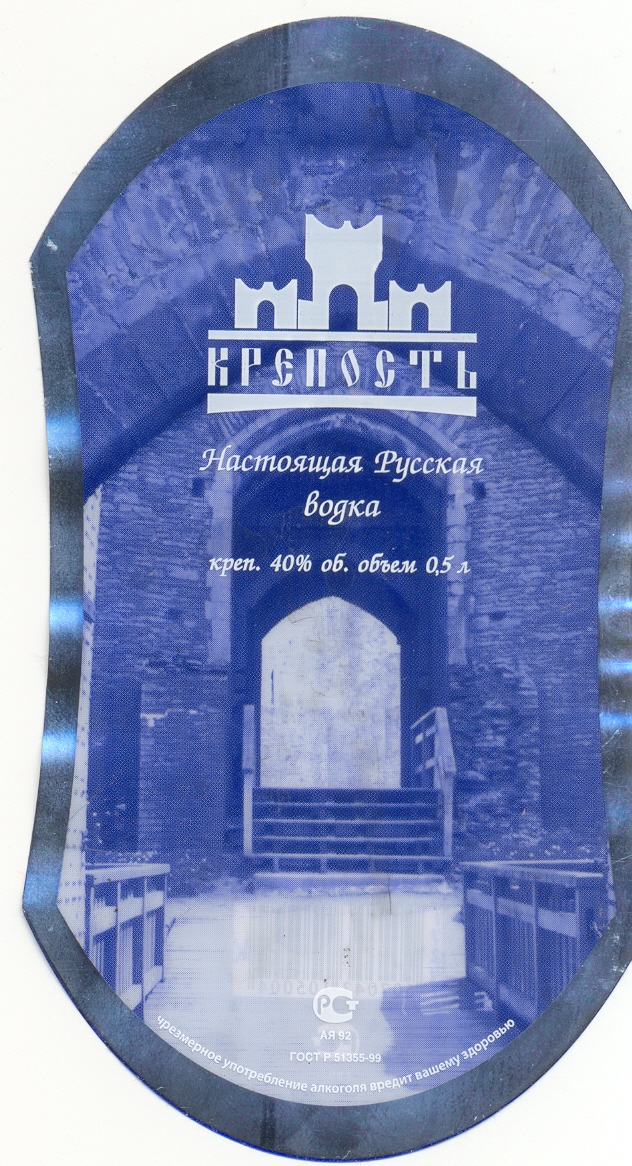 КРЕПОСТЬ
Настоящая Русская
водка
креп. 40% об. объем 0,5 л
РСТ
АЯ 92
ГОСТ Р 51355-99
чрезмерное употребление алкоголя вредит вашему здоровью